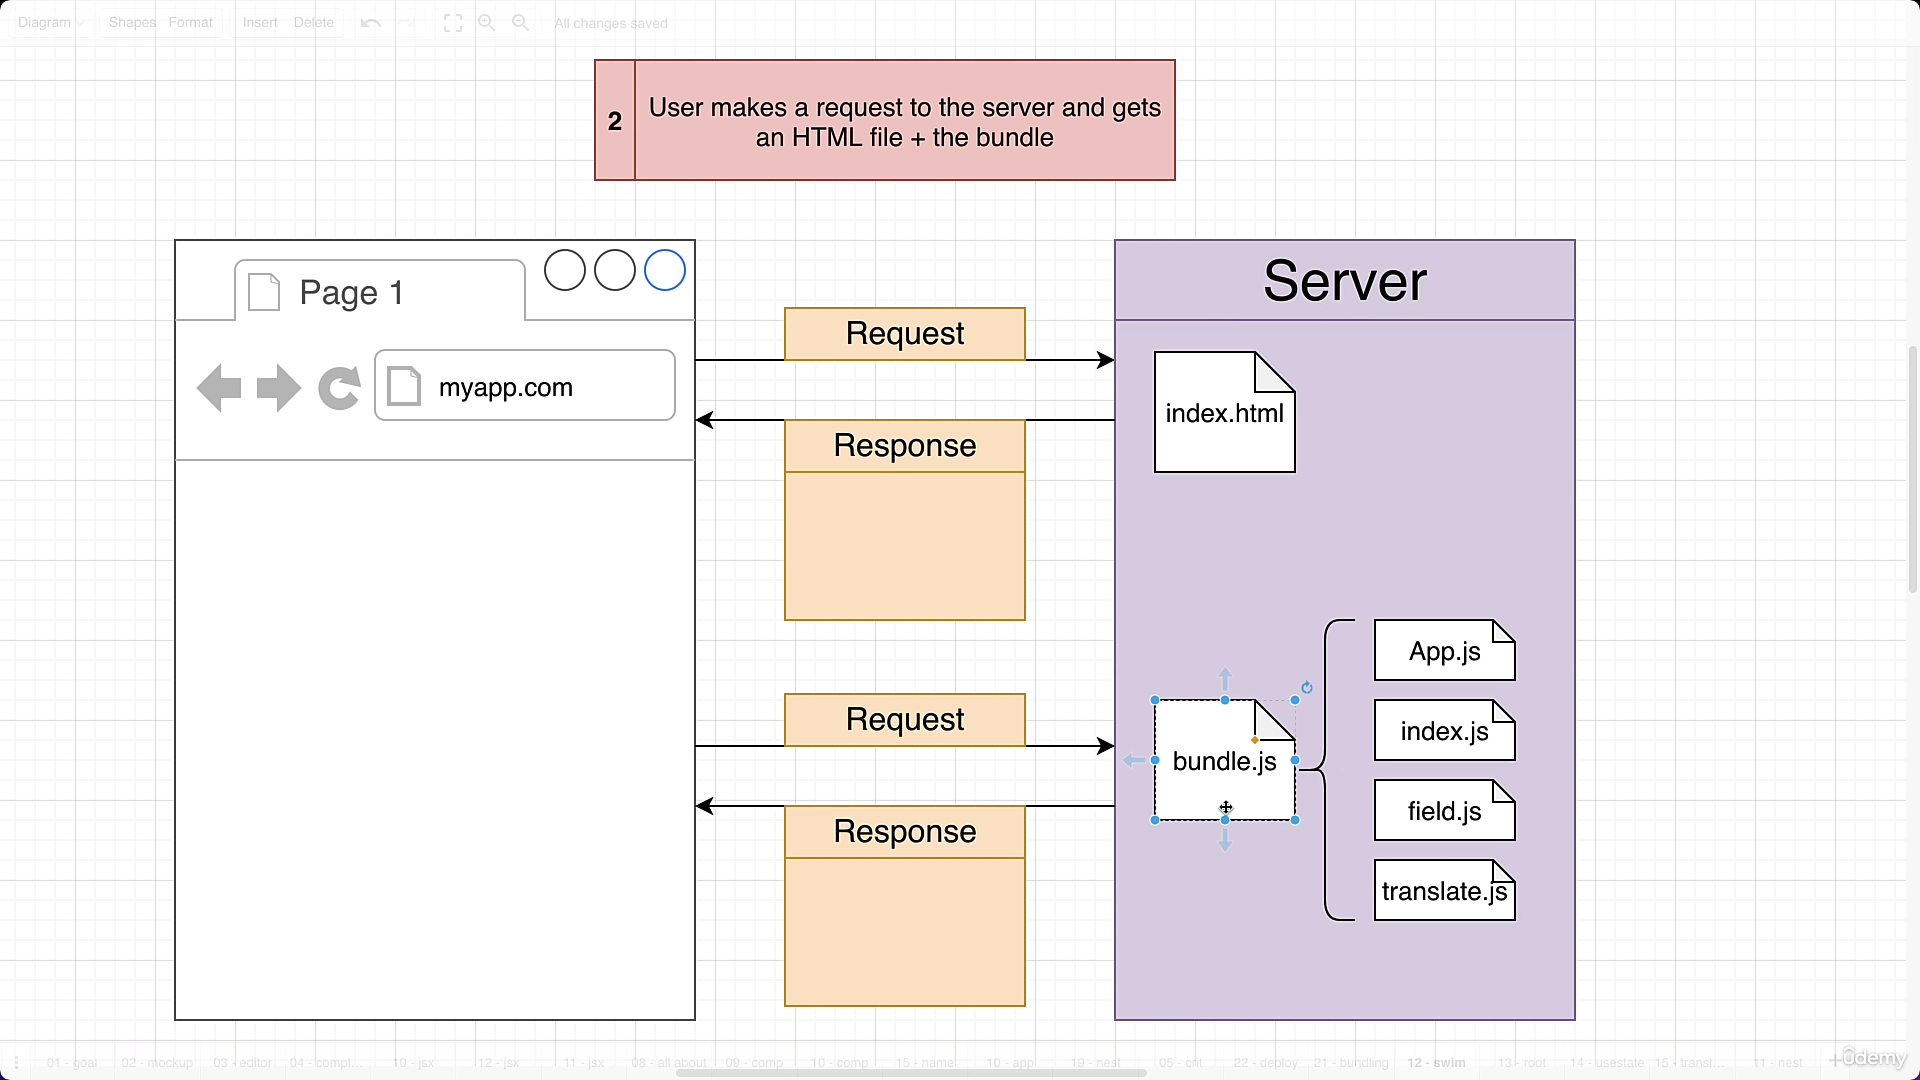 Diagram
Shapes
Format
Insert
Delete
All changes saved
2
User makes a request to the server and gets
an HTML file + the bundle
Page 1
myapp.com
Request
Response
Request
Response
Server
index.html
bundle.js
App.js
index.js
field.js
translate.js
01 - goal
02 - mockup
03 - editor
04 - compl...
10 - jsx
12 - jsx
11 - jsx
08 - all about
09 - comp
10 - comp
15 - name
10 - app
19 - nest
05 - crit
22 - deploy
21 - bundling
12 - swim
13 - root
14 - usestate
15 - transl...
11 - nest
ûdemy